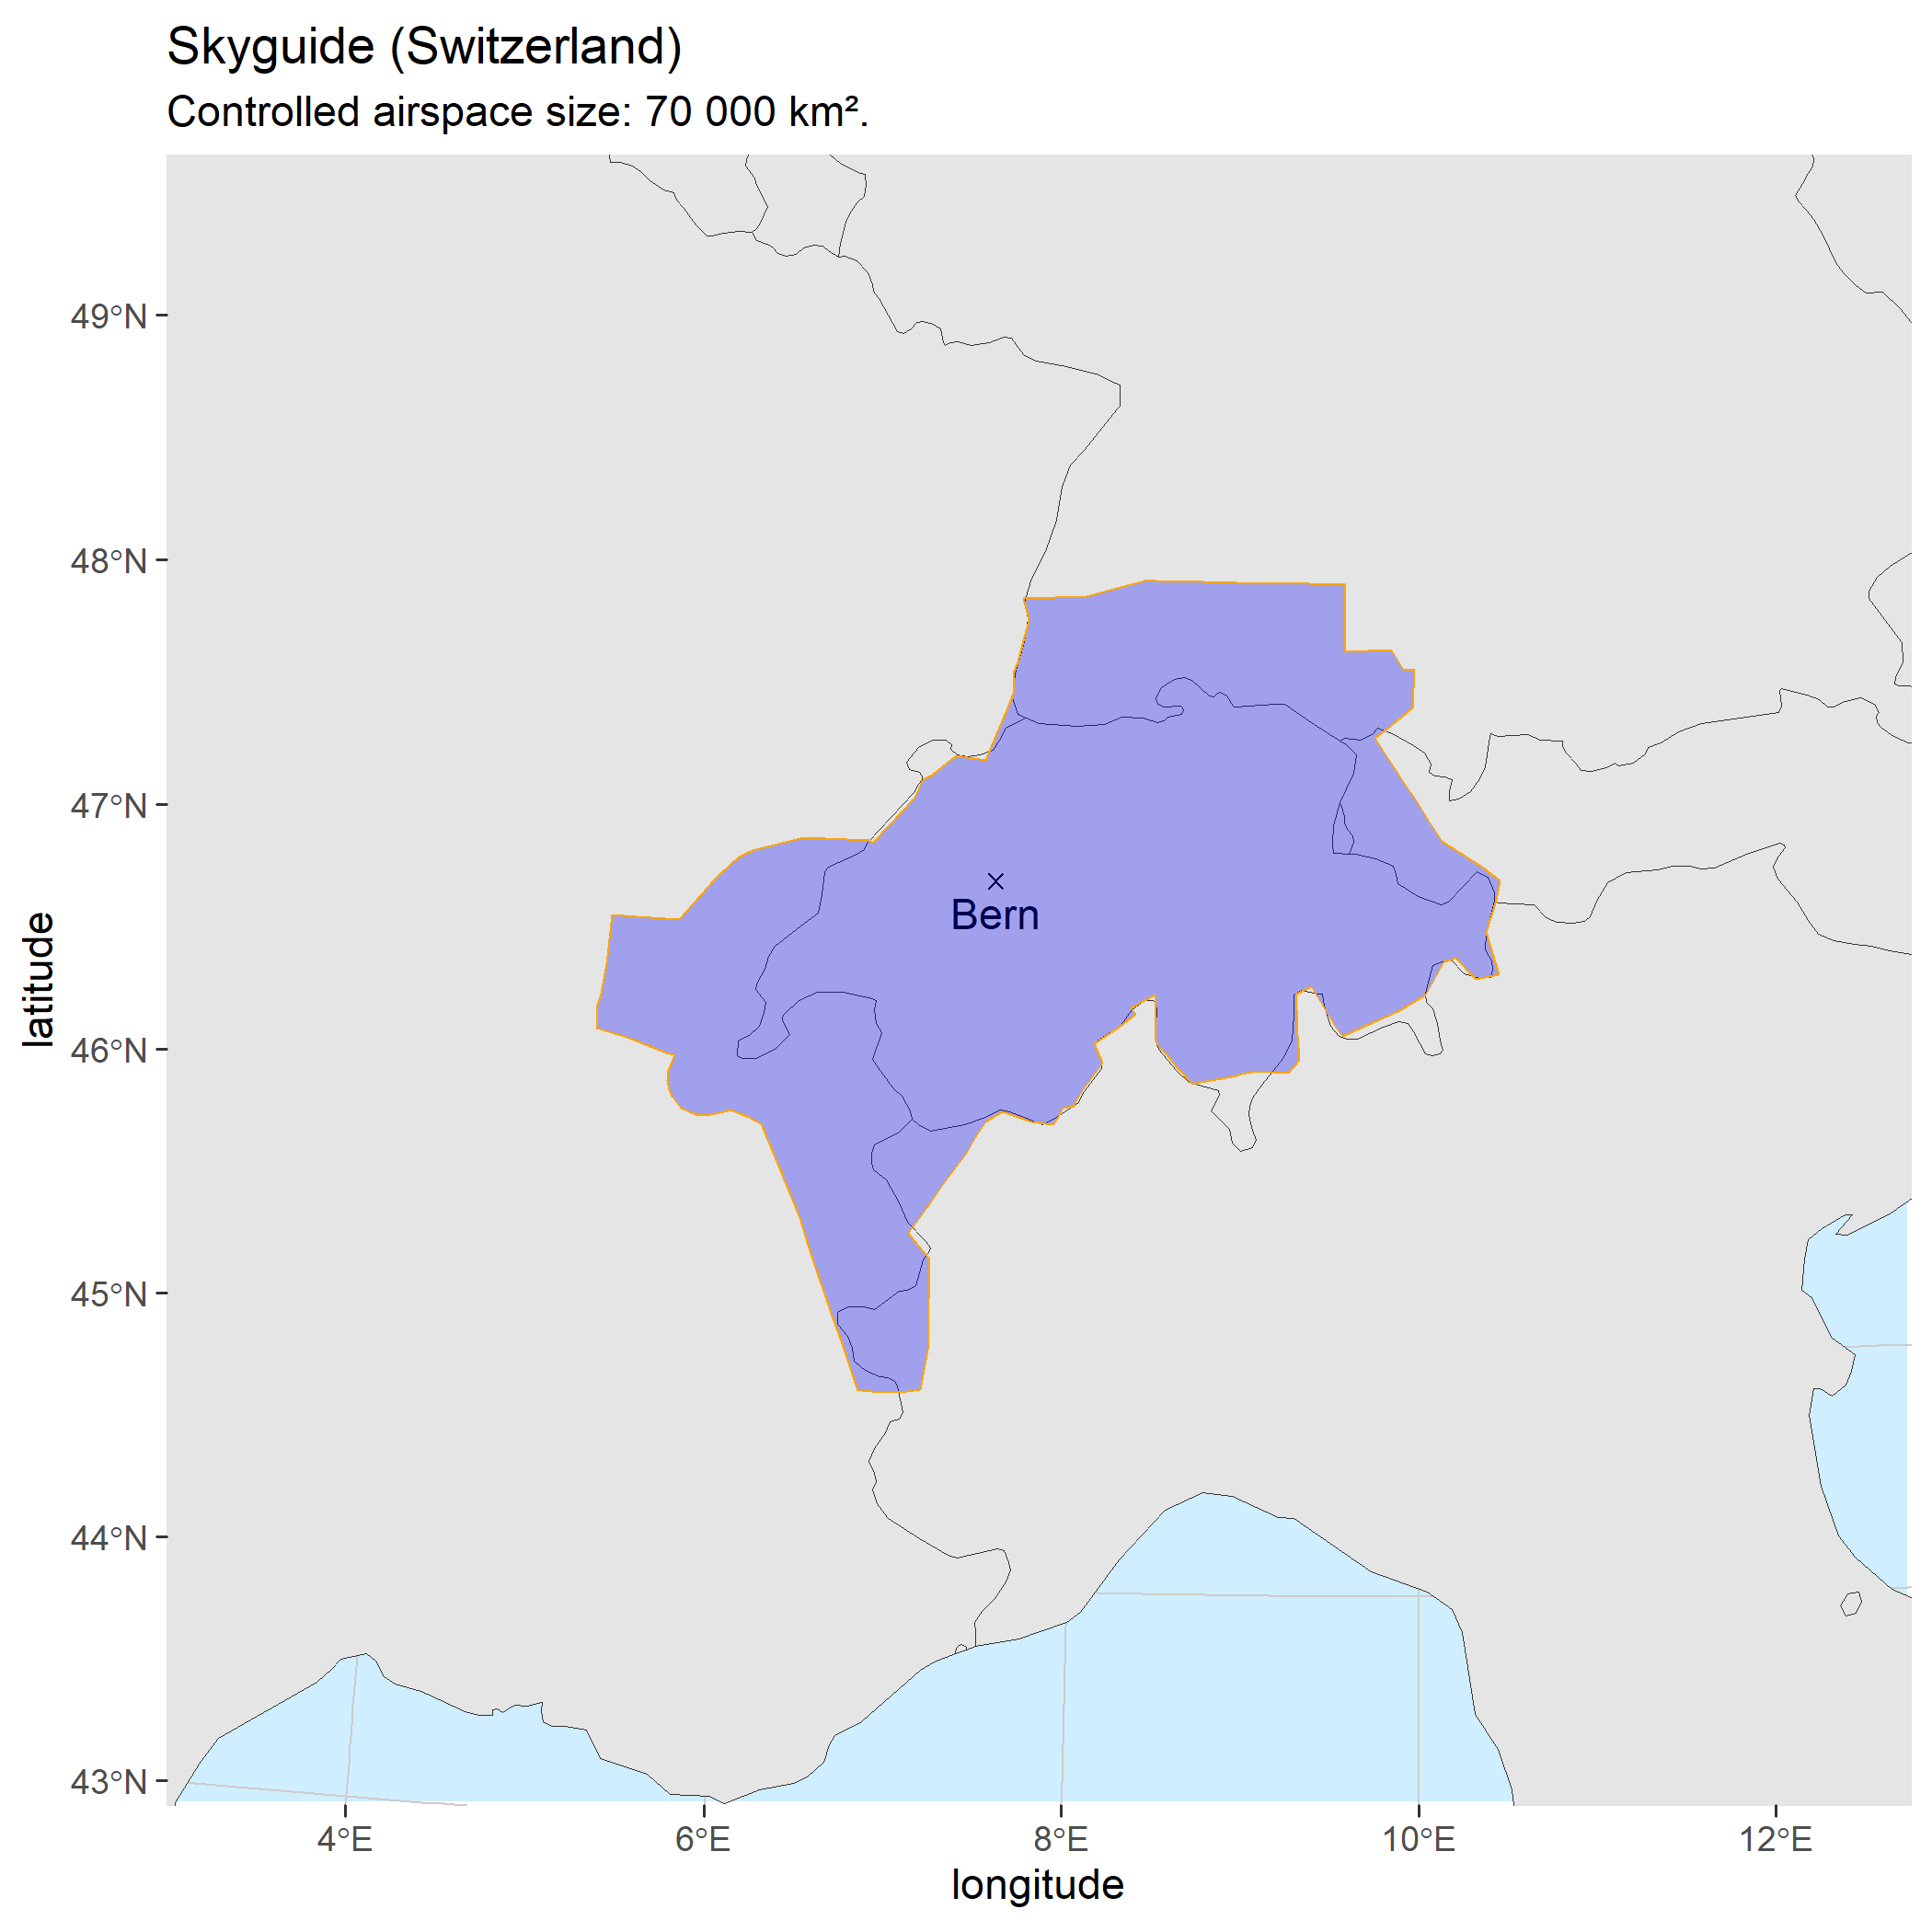 Skyguide (Switzerland)
Controlled airspace size: 70 000 km².
49°N
48°N
47°N
46°N
45°N
44°N
43°N
latitude
Bern
4°E
6°E
8°E
10°E
12°E
longitude